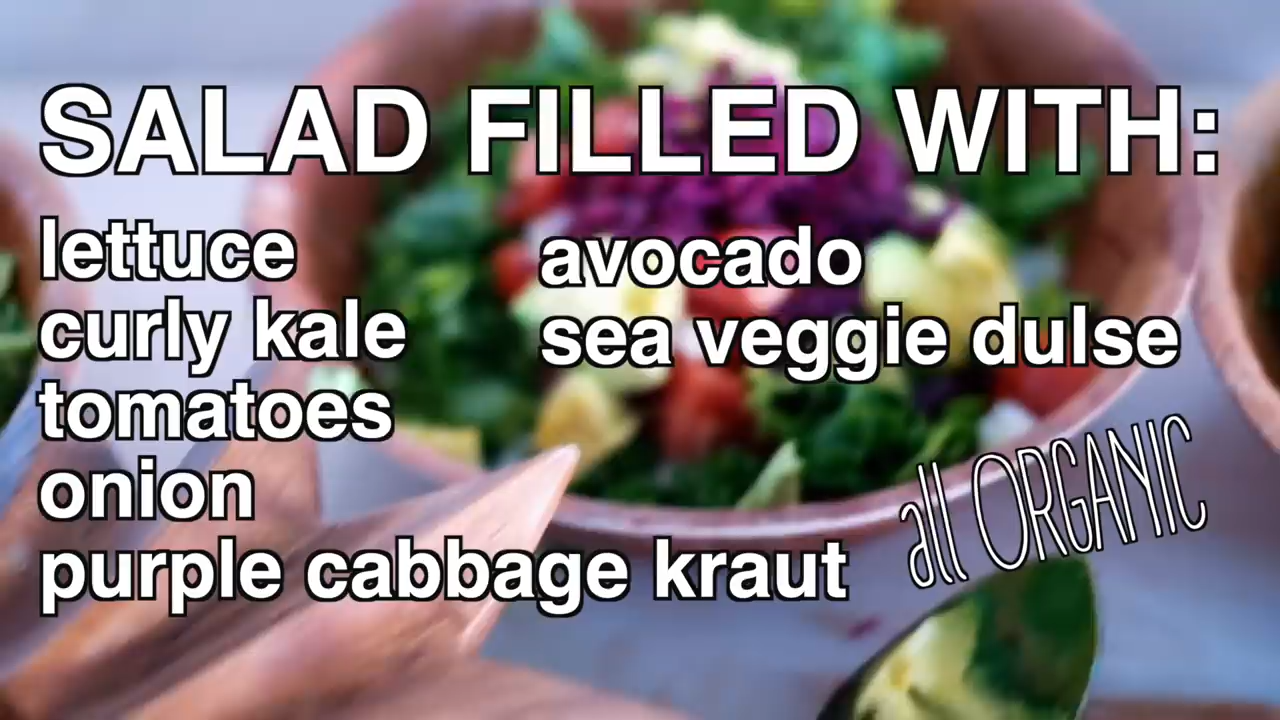 SALAD FILLED WITH:
lettuce
curly kale
tomatoes
onion
purple cabbage kraut
avocado
sea veggie dulse
all ORGANIC